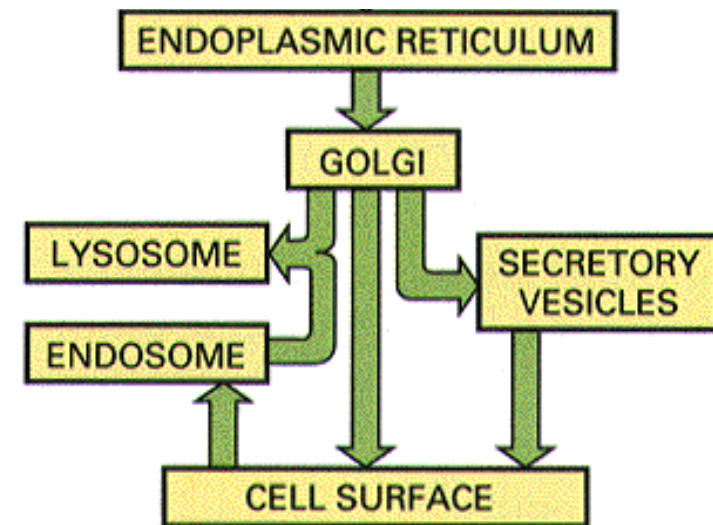 ENDOPLASMIC RETICULUM
GOLGI
LYSOSOME
SECRETORY
VESICLES
ENDOSOME
CELL SURFACE